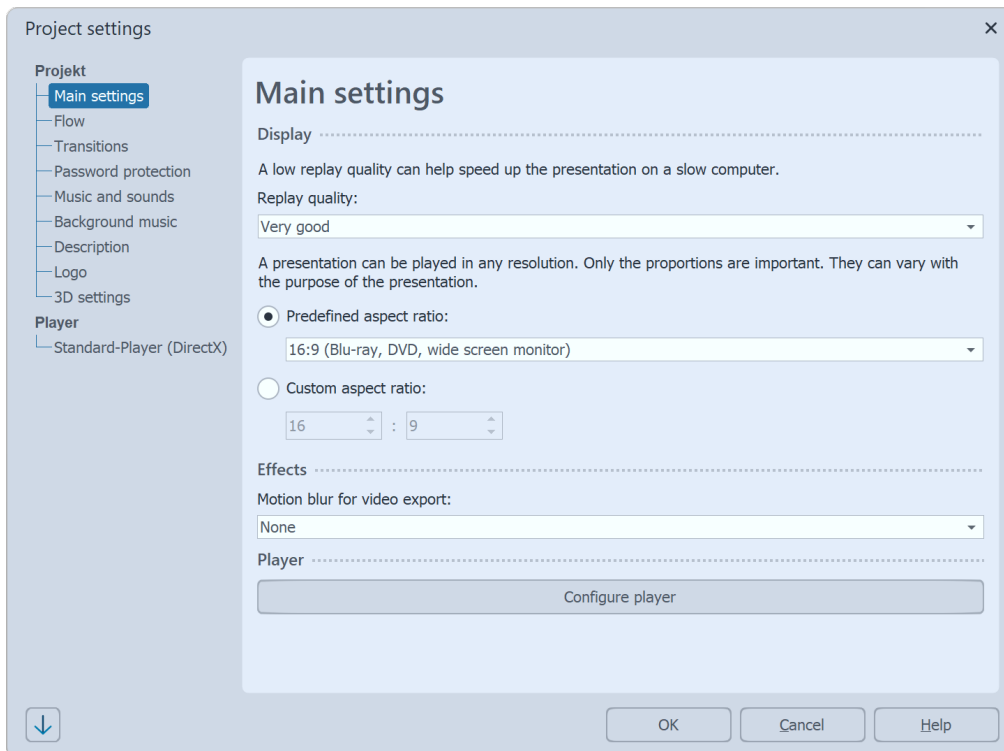 Project settings
Projekt
Main settings
Flow
Transitions
Password protection
Music and sounds
Background music
Description
Logo
3D settings
Player
Standard-Player (DirectX)
Main settings
Display
A low replay quality can help speed up the presentation on a slow computer.
Replay quality:
Very good
A presentation can be played in any resolution. Only the proportions are important. They can vary with
the purpose of the presentation.
Predefined aspect ratio:
16:9 (Blu-ray, DVD, wide screen monitor)
Custom aspect ratio:
16 : 9
Effects
Motion blur for video export:
None
Player
Configure player
OK Cancel Help